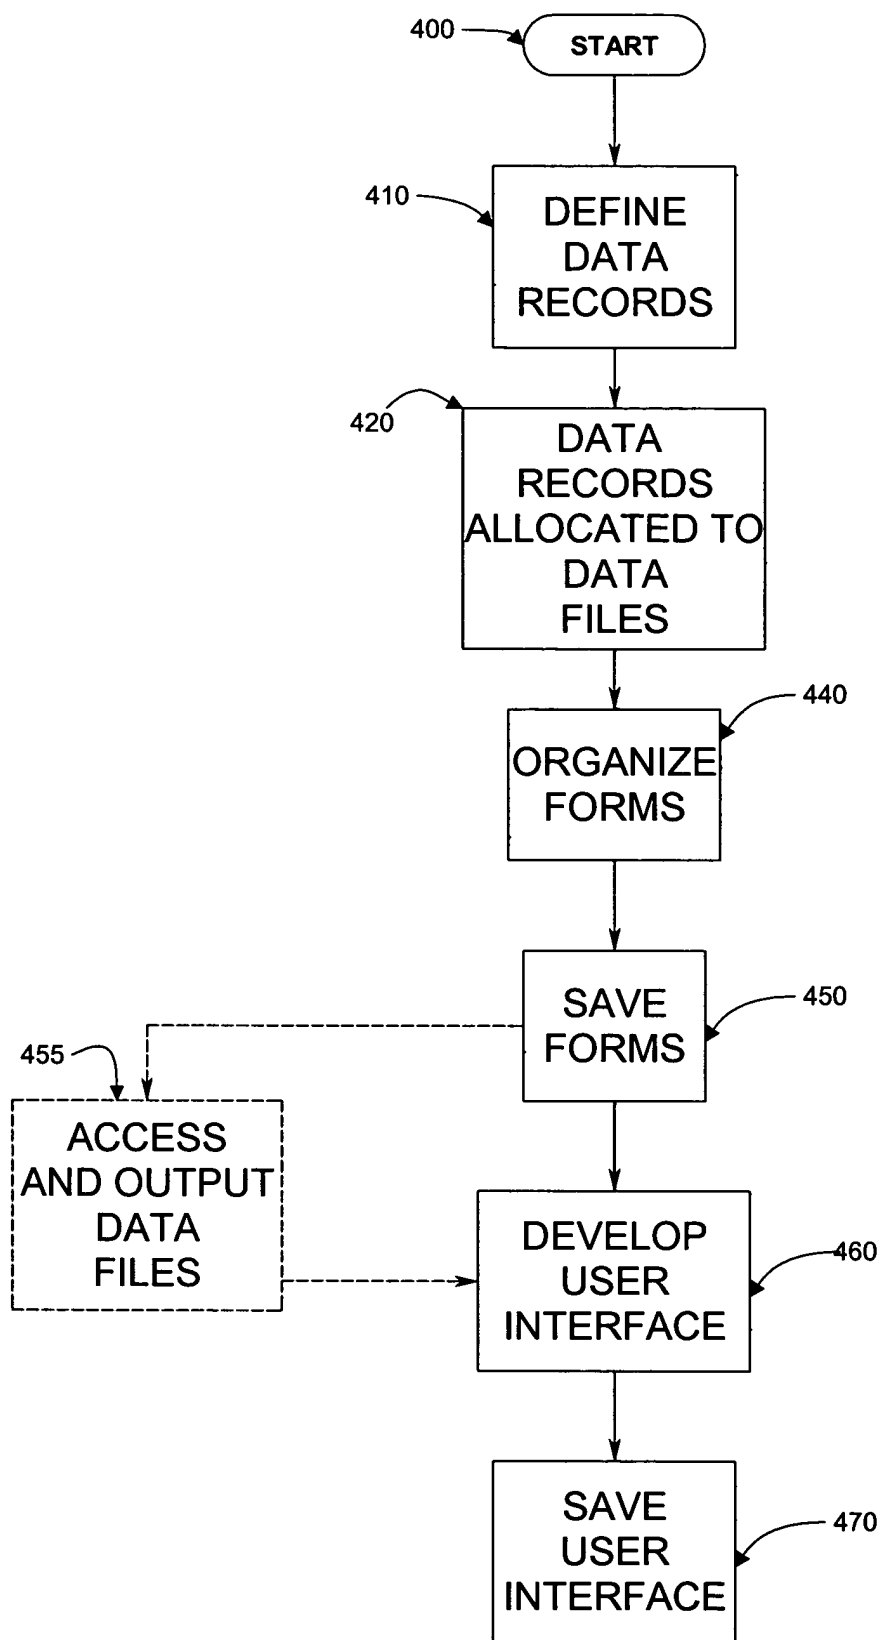 400
START
410
DEFINE
DATA
RECORDS
420
DATA
RECORDS
ALLOCATED TO
DATA
FILES
440
ORGANIZE
FORMS
450
SAVE
FORMS
455
ACCESS
AND OUTPUT
DATA
FILES
460
DEVELOP
USER
INTERFACE
470
SAVE
USER
INTERFACE